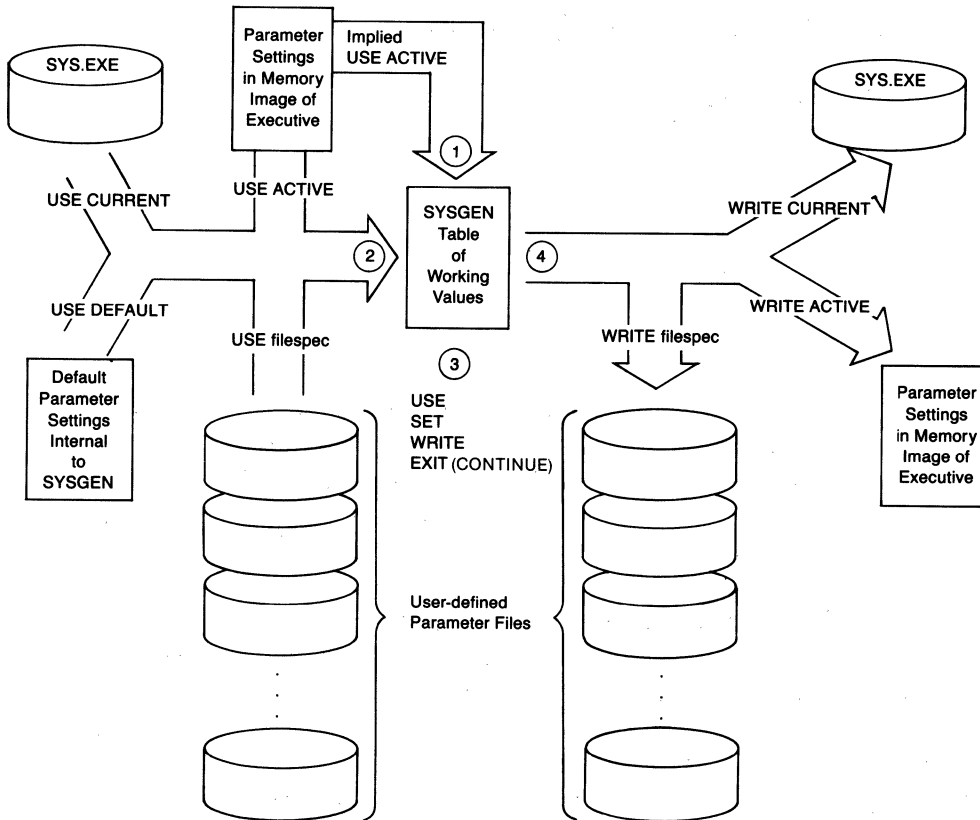 SYS.EXE
Parameter
Settings
in Memory
Image of
Executive
Implied
USE ACTIVE
1
SYS.EXE
USE CURRENT
USE ACTIVE
SYSGEN
Table
of
Working
Values
WRITE CURRENT
2
4
USE DEFAULT
USE filespec
WRITE filespec
WRITE ACTIVE
Default
Parameter
Settings
Internal
to
SYSGEN
3
USE
SET
WRITE
EXIT (CONTINUE)
Parameter
Settings
in Memory
Image of
Executive
User-defined
Parameter Files